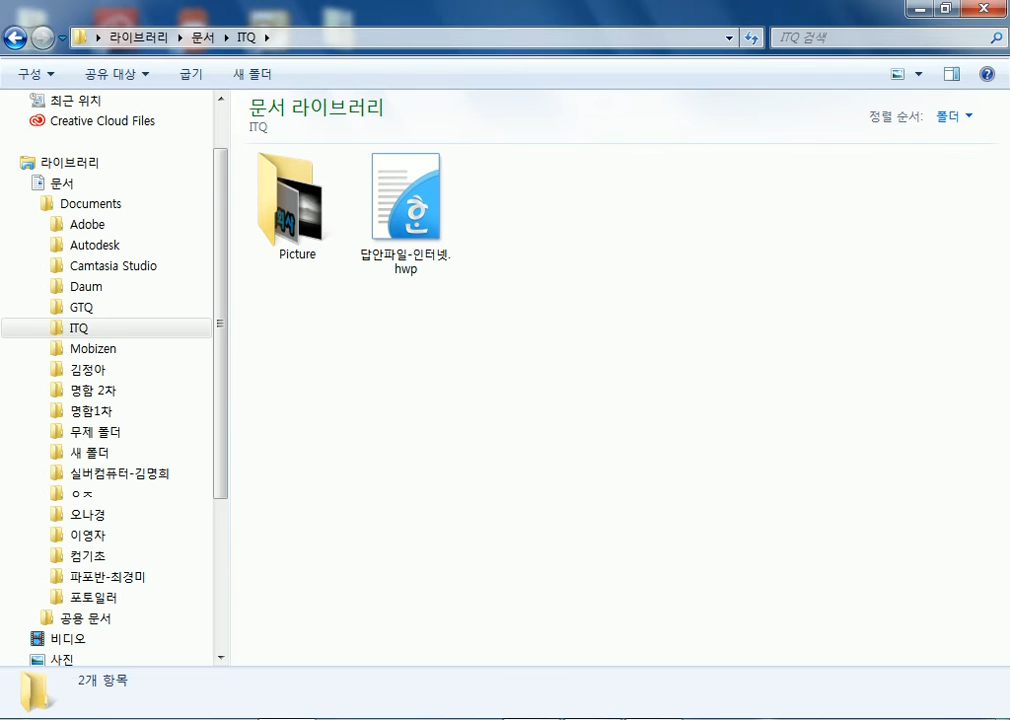 라이브러리 ▸ 문서 ▸ ITQ ▸
ITQ 검색
구성 공유 대상 굽기 새 폴더
최근 위치
Creative Cloud Files
라이브러리
문서
Documents
Adobe
Autodesk
Camtasia Studio
Daum
GTQ
ITQ
Mobizen
김정아
명함 2차
명함1차
무제 폴더
새 폴더
실버컴퓨터-김명희
ㅇㅈ
오나경
이영자
컴기초
파포반-최경미
포토일러
공용 문서
비디오
사진
문서 라이브러리
ITQ
정렬 순서: 폴더
Picture
훈
답안파일-인터넷.
hwp
2개 항목